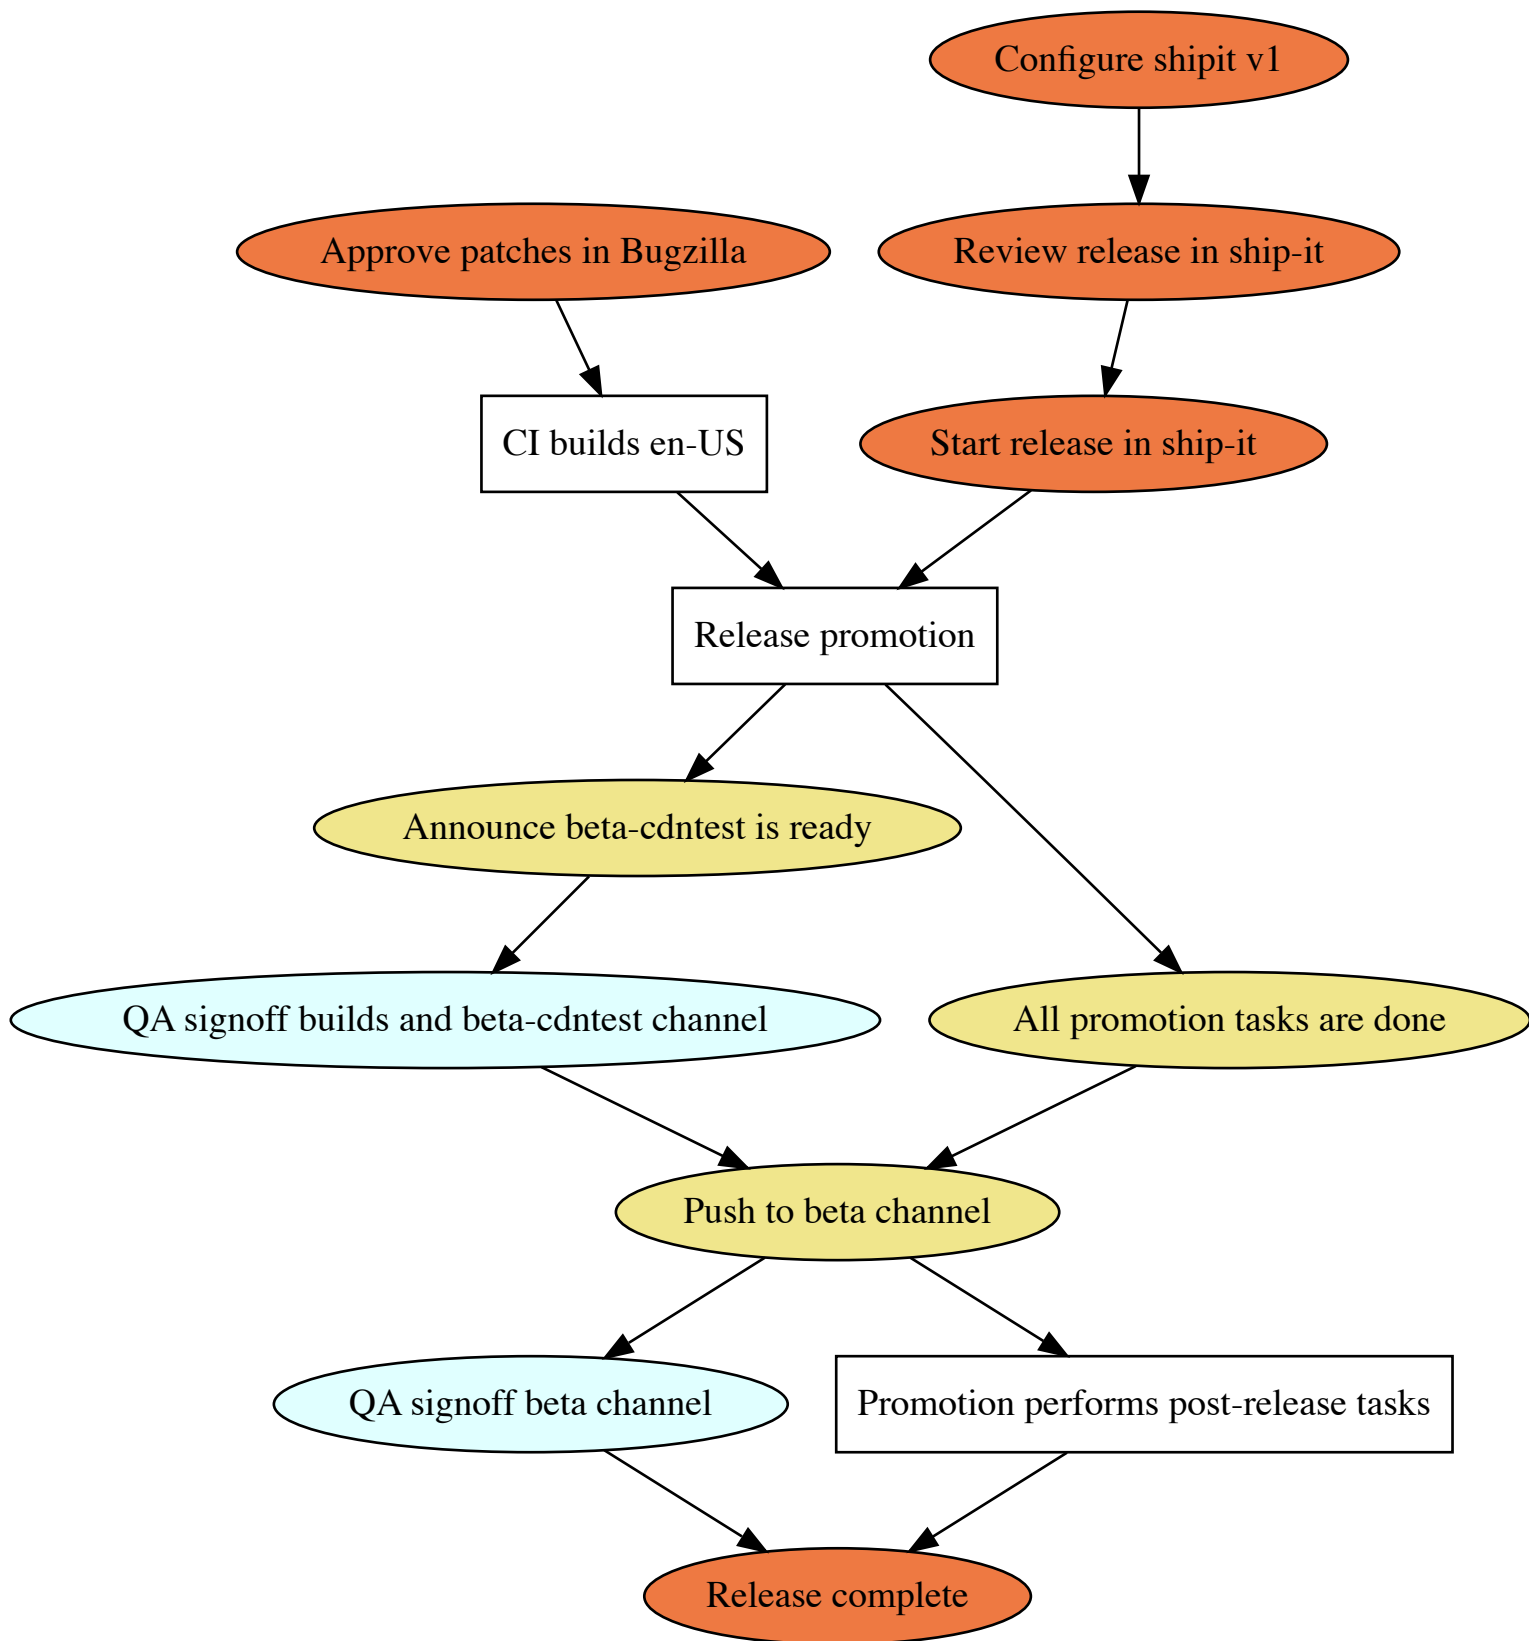 Configure shipit v1
Approve patches in Bugzilla
Review release in ship-it
CI builds en-US
Start release in ship-it
Release promotion
Announce beta-cdntest is ready
QA signoff builds and beta-cdntest channel
All promotion tasks are done
Push to beta channel
QA signoff beta channel
Promotion performs post-release tasks
Release complete